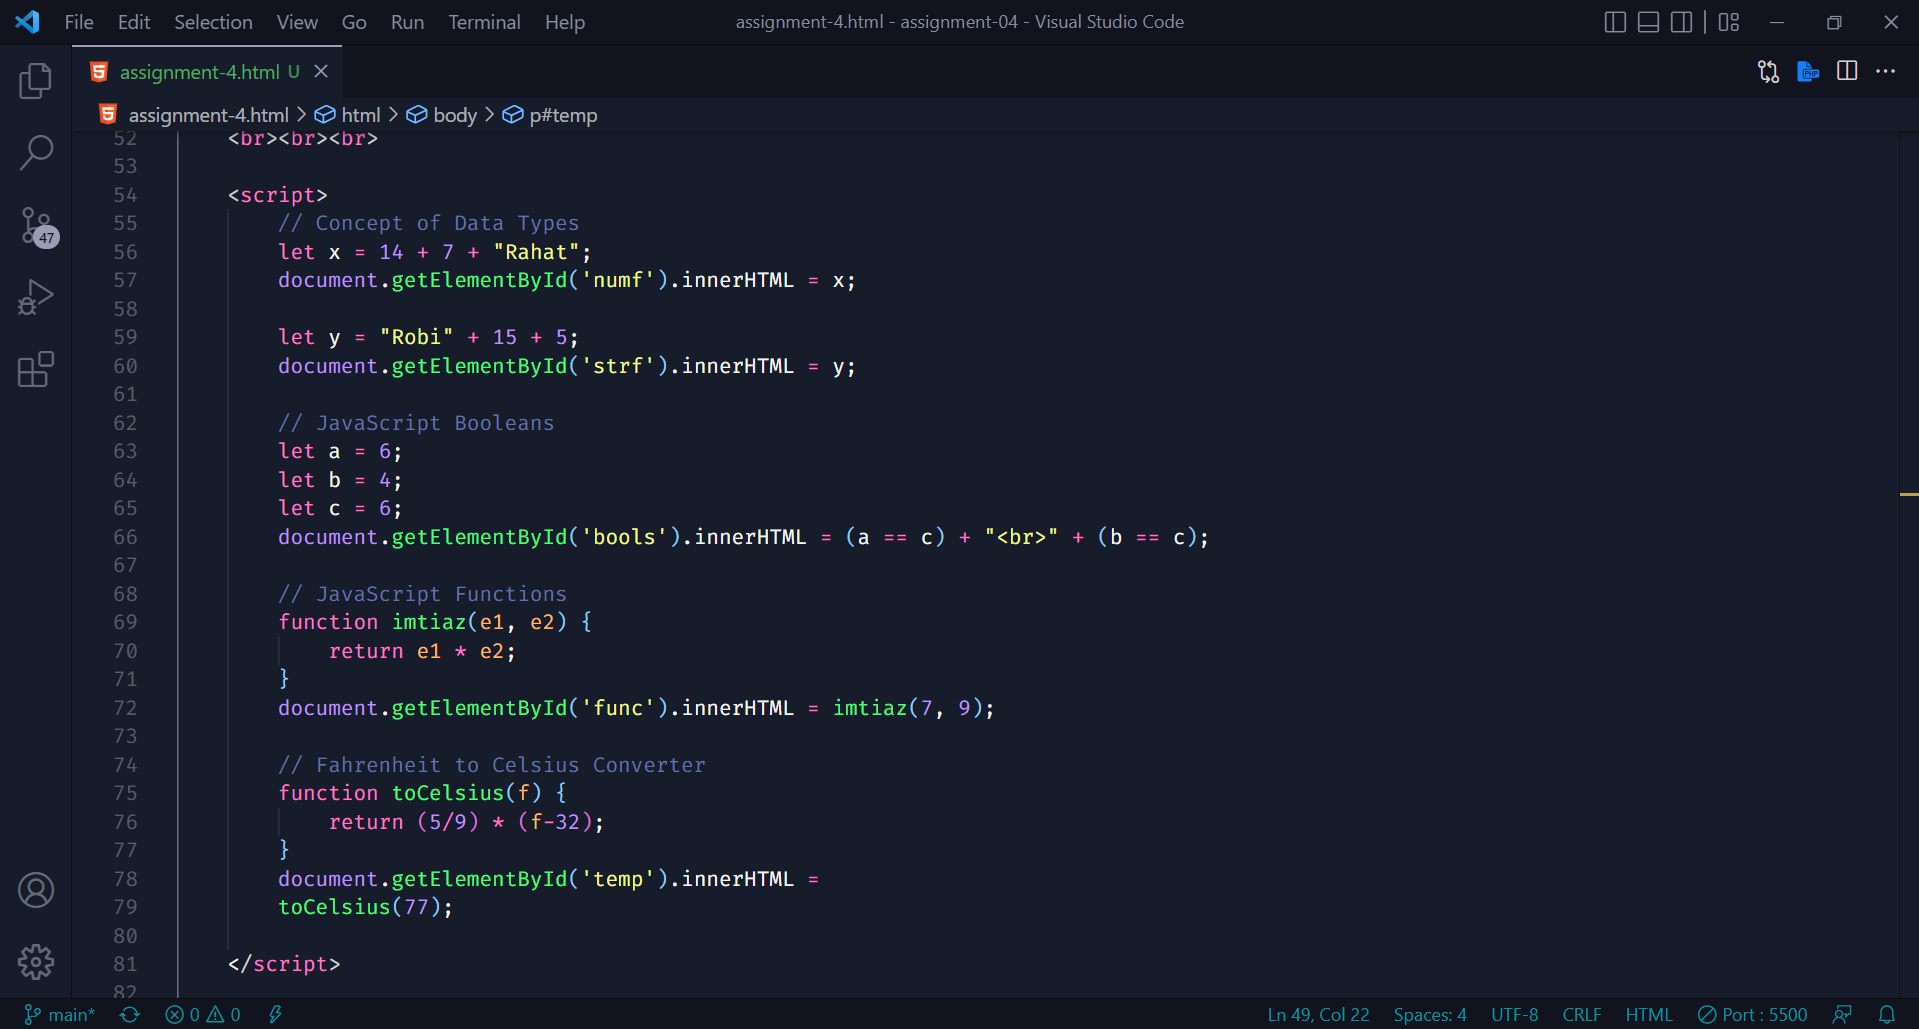 File Edit Selection View Go Run Terminal Help assignment-4.html - assignment-04 - Visual Studio Code
assignment-4.html U
assignment-4.html > html > body > p#temp
52 <br><br><br>
53
54 <script>
55 // Concept of Data Types
56 let x = 14 + 7 + "Rahat";
57 document.getElementById('numf').innerHTML = x;
58
59 let y = "Robi" + 15 + 5;
60 document.getElementById('strf').innerHTML = y;
61
62 // JavaScript Booleans
63 let a = 6;
64 let b = 4;
65 let c = 6;
66 document.getElementById('bools').innerHTML = (a == c) + "<br>" + (b == c);
67
68 // JavaScript Functions
69 function imtiaz(e1, e2) {
70 return e1 * e2;
71 }
72 document.getElementById('func').innerHTML = imtiaz(7, 9);
73
74 // Fahrenheit to Celsius Converter
75 function toCelsius(f) {
76 return (5/9) * (f-32);
77 }
78 document.getElementById('temp').innerHTML =
79 toCelsius(77);
80
81 </script>
82
47
main* 0 0 Ln 49, Col 22 Spaces: 4 UTF-8 CRLF HTML Port : 5500